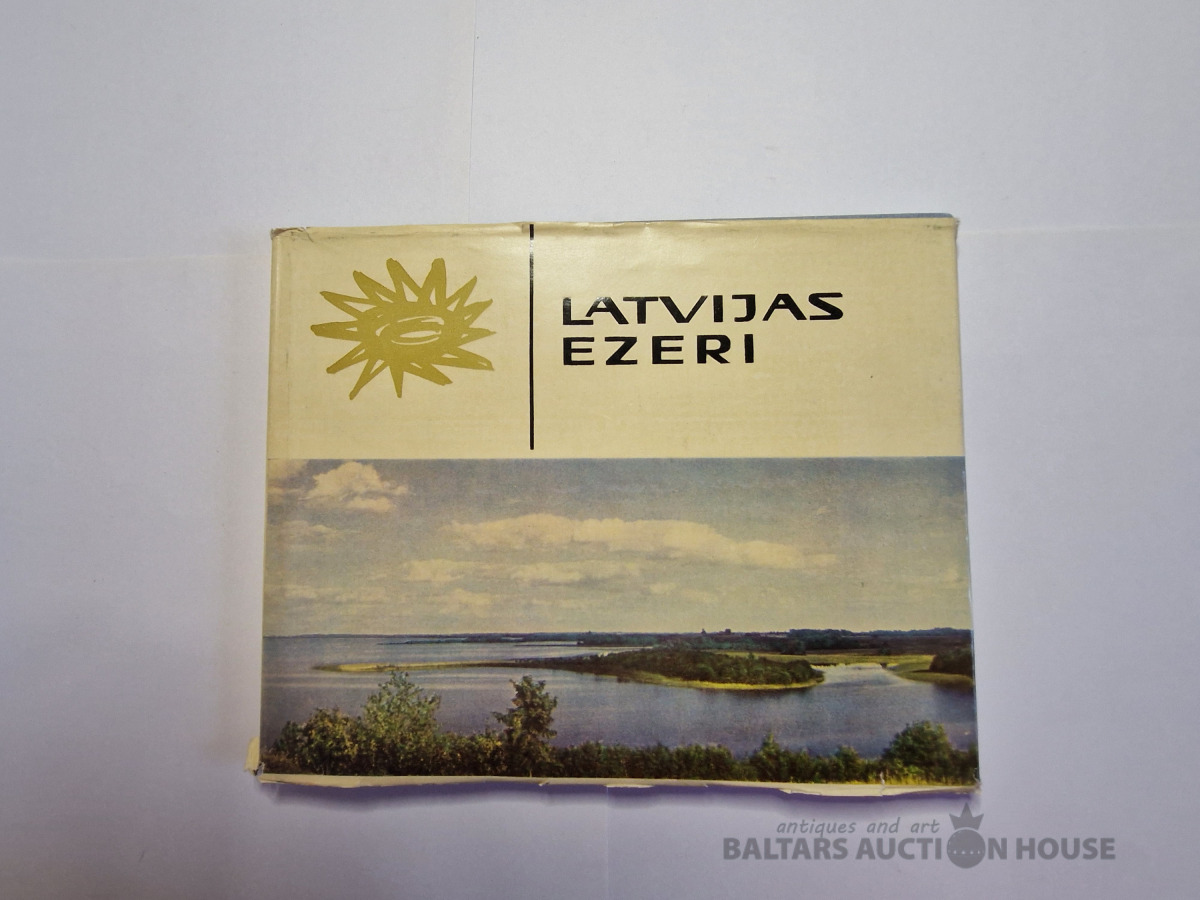 LATVIJAS
EZERI
antiques and art
BALTARS AUCTION HOUSE